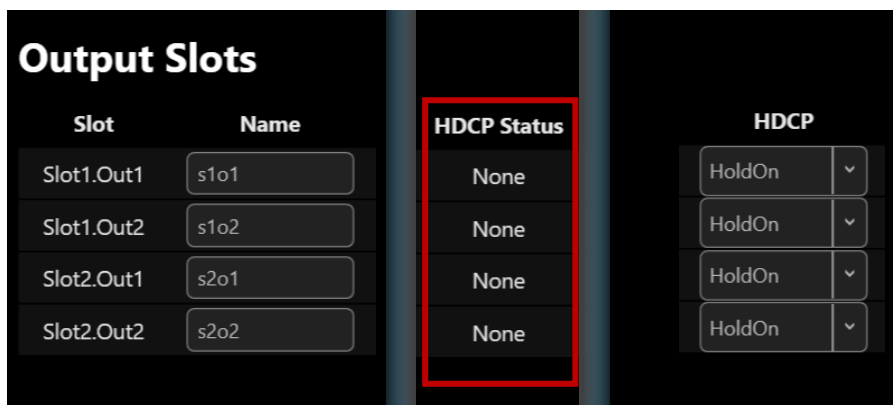 Output Slots
Slot Name HDCP Status HDCP
Slot1.Out1 s1o1 None HoldOn
Slot1.Out2 s1o2 None HoldOn
Slot2.Out1 s2o1 None HoldOn
Slot2.Out2 s2o2 None HoldOn